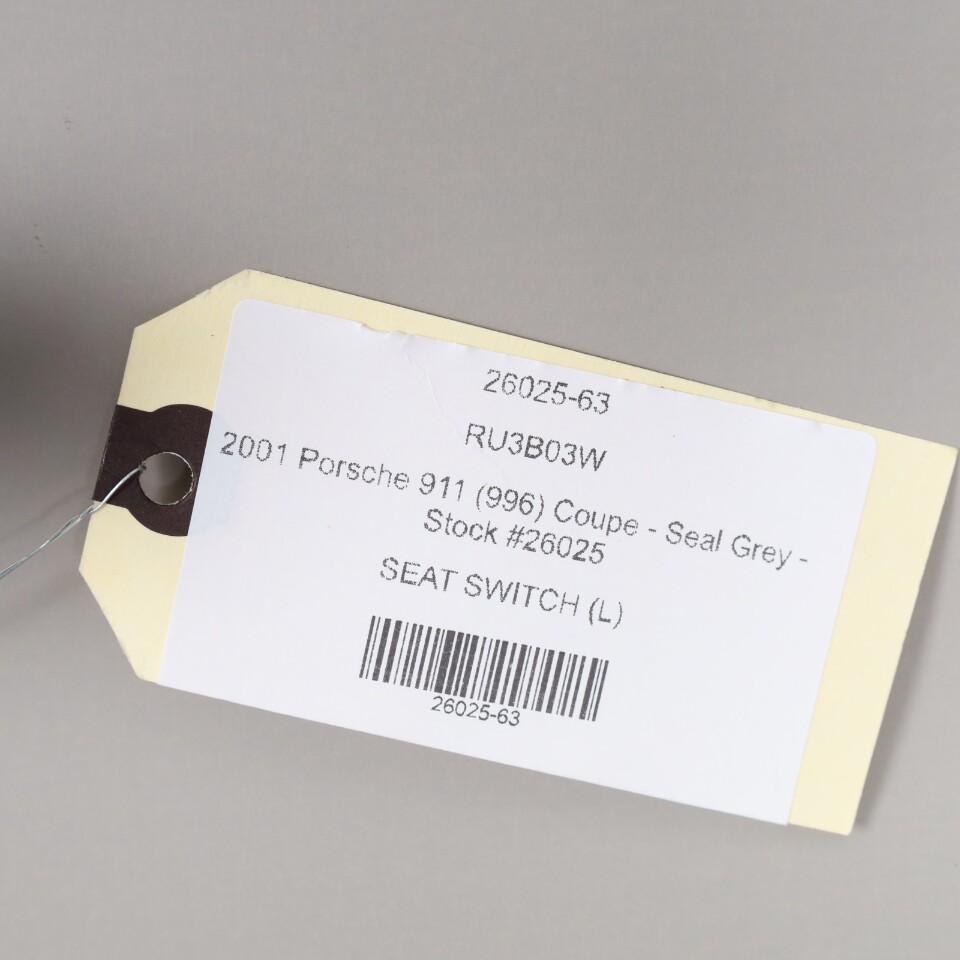 26025-63
RU3B03W
2001 Porsche 911 (996) Coupe - Seal Grey -
Stock #26025
SEAT SWITCH (L)
26025-63